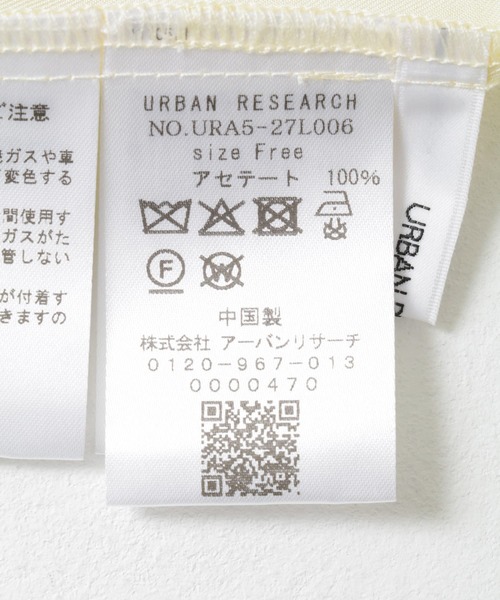 ご注意
ガスや車
変色する
間使用す
ガスがた
管しない
が付着す
きますの
URBAN RESEARCH
NO.URA5-27L006
size Free
アセテート 100%
F
W
中国製
株式会社 アーバンリサーチ
0120-967-013
0000470
URBAN